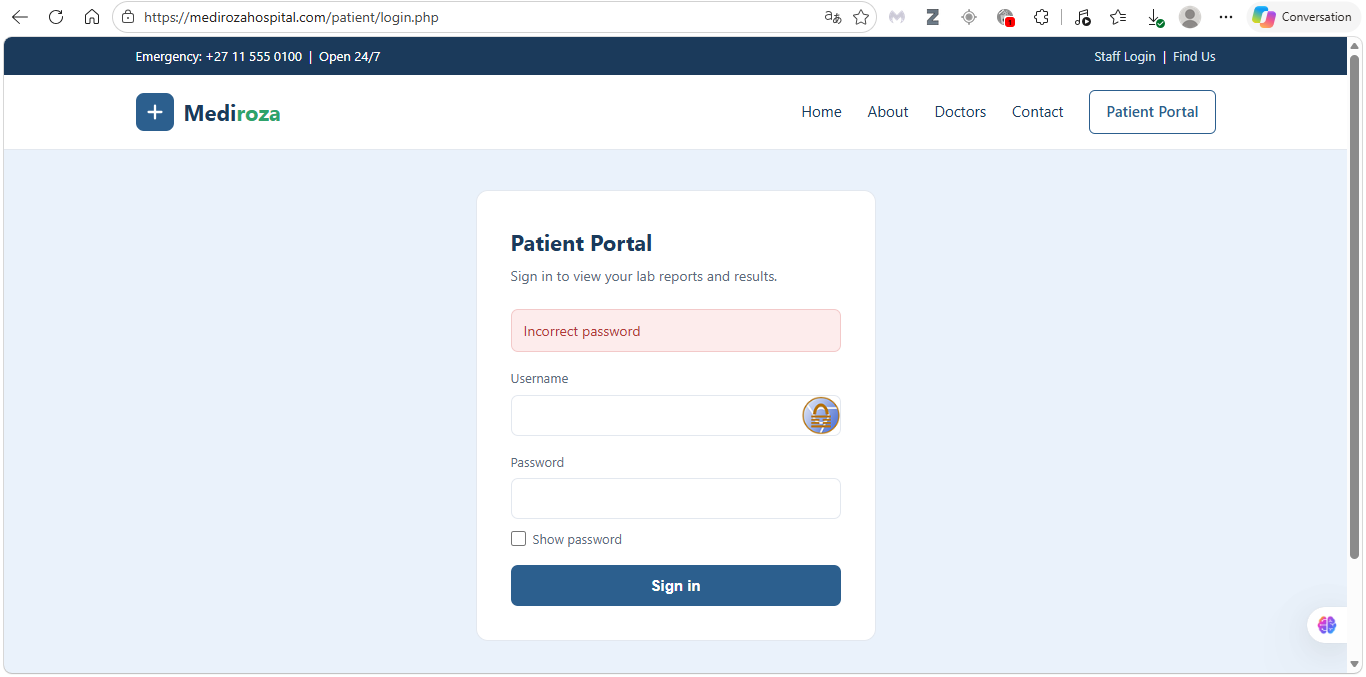 https://medirozahospital.com/patient/login.php
Conversation
Emergency: +27 11 555 0100 | Open 24/7
Staff Login | Find Us
Mediroza
Home
About
Doctors
Contact
Patient Portal
Patient Portal
Sign in to view your lab reports and results.
Incorrect password
Username
Password
Show password
Sign in